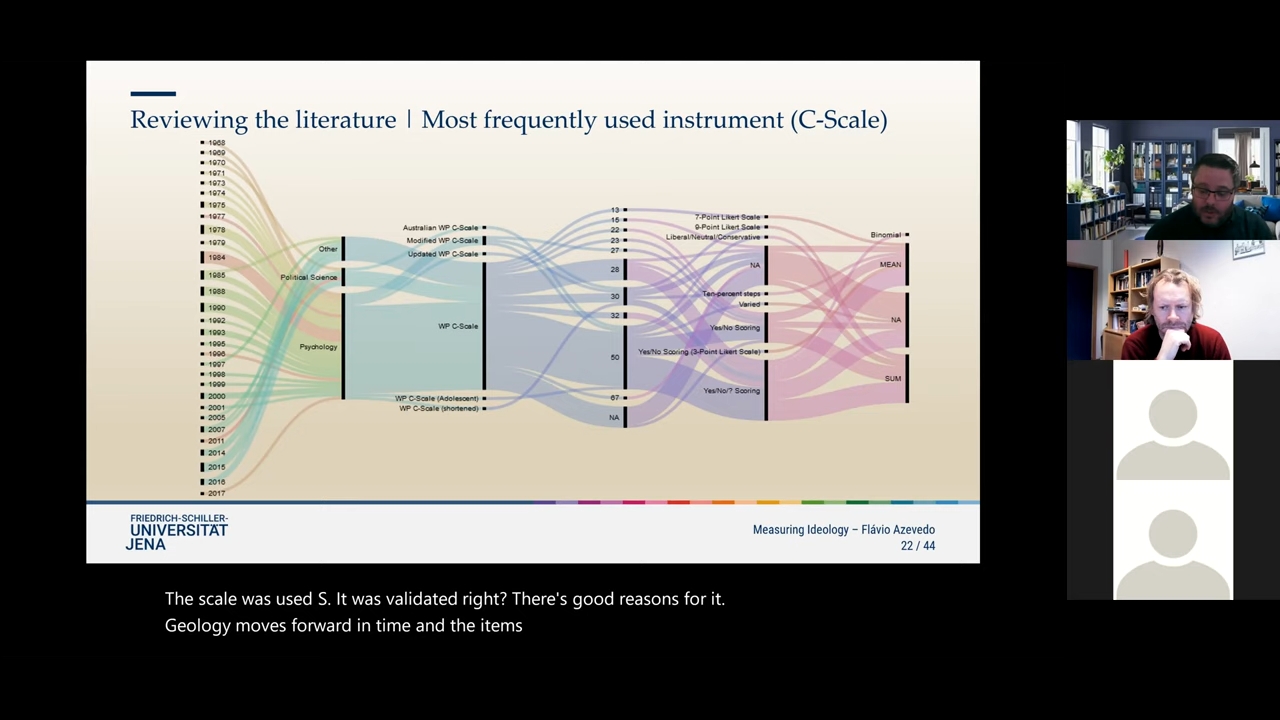 Reviewing the literature | Most frequently used instrument (C-Scale)
1968
1969
1970
1971
1973
1974
1975
1977
1978
1979
1984
1985
1988
1990
1992
1993
1995
1996
1997
1998
1999
2000
2001
2005
2007
2011
2014
2015
2016
2017
Other
Political Science
Psychology
Australian WP C-Scale
Modified WP C-Scale
Updated WP C-Scale
WP C-Scale
WP C-Scale (Adolescent)
WP C-Scale (shortened)
13
15
22
23
27
28
30
32
50
67
NA
7-Point Likert Scale
9-Point Likert Scale
Liberal/Neutral/Conservative
NA
Ten-percent steps
Varied
Yes/No Scoring
Yes/No Scoring (3-Point Likert Scale)
Yes/No/? Scoring
Binomial
MEAN
NA
SUM
FRIEDRICH-SCHILLER-
UNIVERSITÄT
JENA
Measuring Ideology – Flávio Azevedo
22 / 44
The scale was used S. It was validated right? There's good reasons for it.
Geology moves forward in time and the items